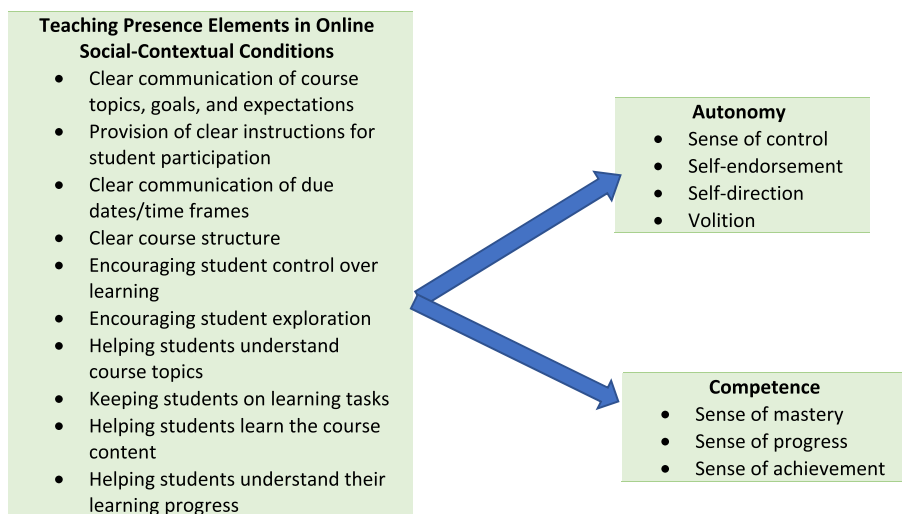 Teaching Presence Elements in Online
Social-Contextual Conditions
• Clear communication of course
topics, goals, and expectations
• Provision of clear instructions for
student participation
• Clear communication of due
dates/time frames
• Clear course structure
• Encouraging student control over
learning
• Encouraging student exploration
• Helping students understand
course topics
• Keeping students on learning tasks
• Helping students learn the course
content
• Helping students understand their
learning progress
Autonomy
• Sense of control
• Self-endorsement
• Self-direction
• Volition
Competence
• Sense of mastery
• Sense of progress
• Sense of achievement